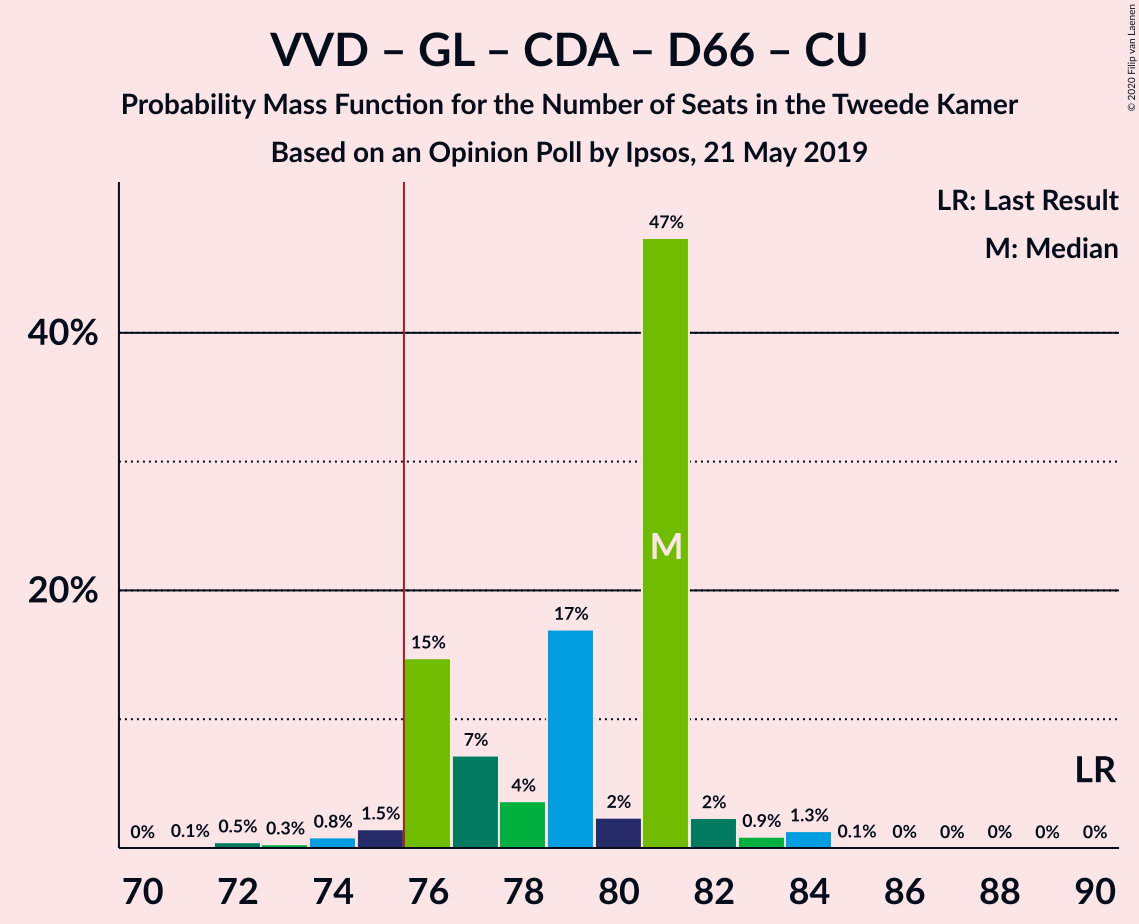 VVD – GL – CDA – D66 – CU
Probability Mass Function for the Number of Seats in the Tweede Kamer
Based on an Opinion Poll by Ipsos, 21 May 2019
© 2020 Filip van Laenen
LR: Last Result
M: Median
40%
20%
0%
0.1%
0.5%
0.3%
0.8%
1.5%
15%
7%
4%
17%
2%
47%
M
2%
0.9%
1.3%
0.1%
0%
0%
0%
0%
0%
LR
70 72 74 76 78 80 82 84 86 88 90